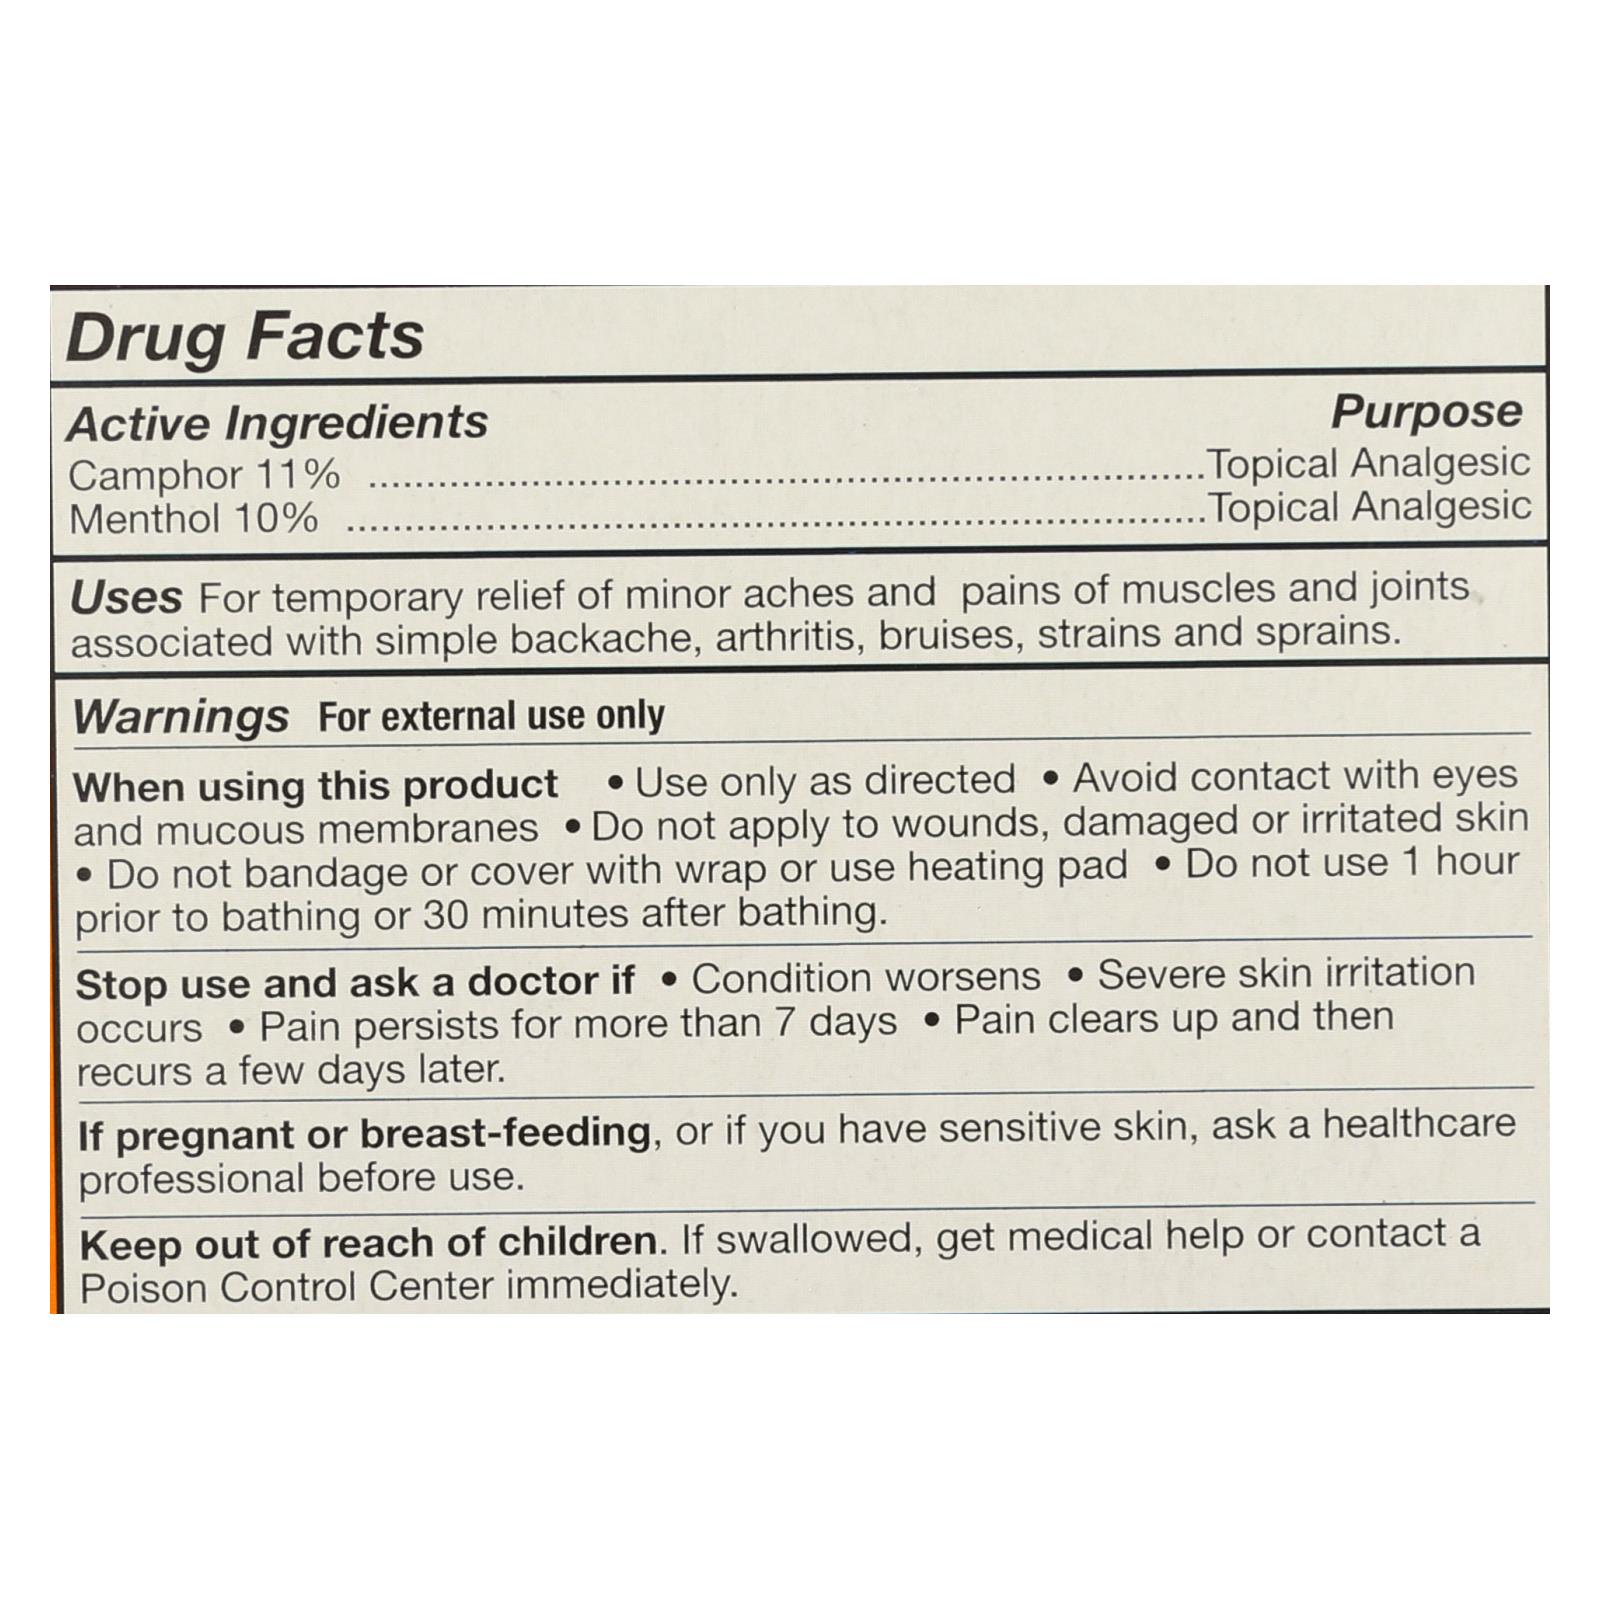 Drug Facts
Active Ingredients Purpose
Camphor 11% ........................................................................Topical Analgesic
Menthol 10% ..........................................................................Topical Analgesic
Uses For temporary relief of minor aches and pains of muscles and joints
associated with simple backache, arthritis, bruises, strains and sprains.
Warnings For external use only
When using this product • Use only as directed • Avoid contact with eyes
and mucous membranes • Do not apply to wounds, damaged or irritated skin
• Do not bandage or cover with wrap or use heating pad • Do not use 1 hour
prior to bathing or 30 minutes after bathing.
Stop use and ask a doctor if • Condition worsens • Severe skin irritation
occurs • Pain persists for more than 7 days • Pain clears up and then
recurs a few days later.
If pregnant or breast-feeding, or if you have sensitive skin, ask a healthcare
professional before use.
Keep out of reach of children. If swallowed, get medical help or contact a
Poison Control Center immediately.